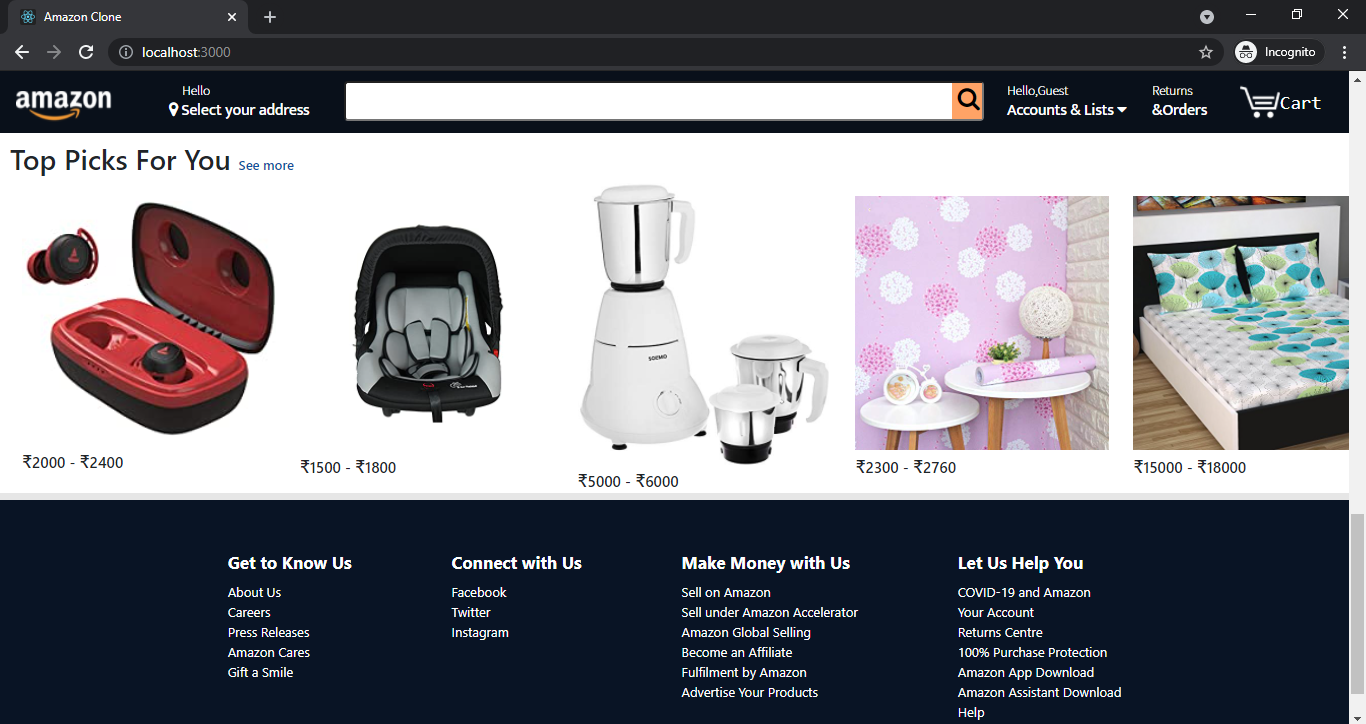 Amazon Clone
localhost:3000
Incognito
amazon
Hello
Select your address
Hello,Guest
Accounts & Lists
Returns
&Orders
Cart
Top Picks For You See more
SOEMO
₹2000 - ₹2400
₹1500 - ₹1800
₹5000 - ₹6000
₹2300 - ₹2760
₹15000 - ₹18000
Get to Know Us
About Us
Careers
Press Releases
Amazon Cares
Gift a Smile
Connect with Us
Facebook
Twitter
Instagram
Make Money with Us
Sell on Amazon
Sell under Amazon Accelerator
Amazon Global Selling
Become an Affiliate
Fulfilment by Amazon
Advertise Your Products
Let Us Help You
COVID-19 and Amazon
Your Account
Returns Centre
100% Purchase Protection
Amazon App Download
Amazon Assistant Download
Help